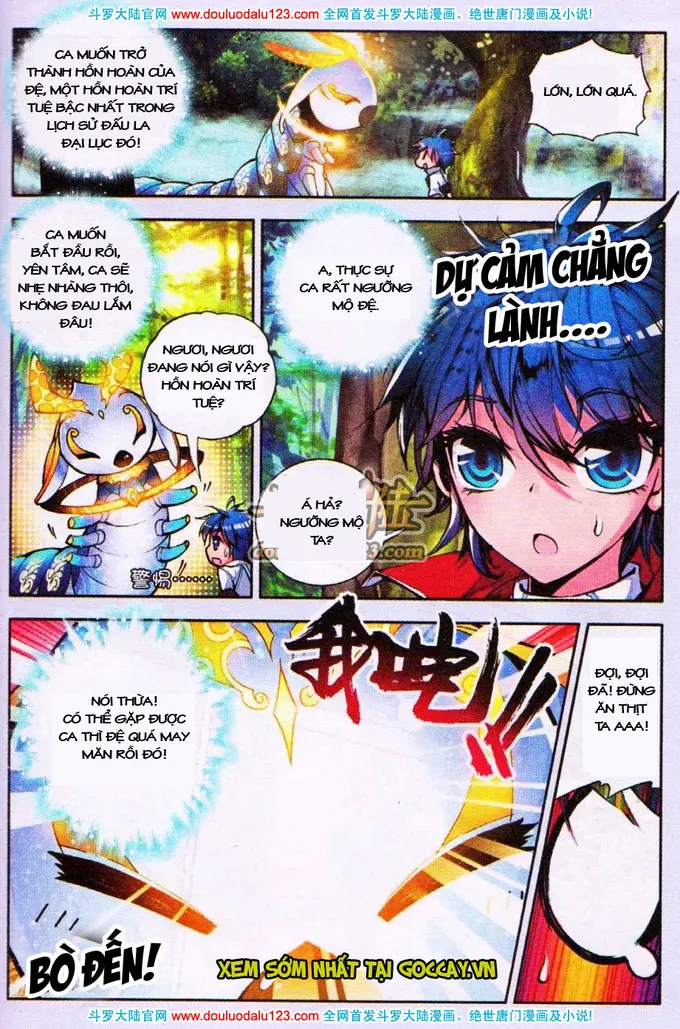 斗罗大陆官网 www.douluodalu123.com 全网首发斗罗大陆漫画、绝世唐门漫画及小说!
CA MUỐN TRỞ
THÀNH HỒN HOÀN CỦA
ĐỆ, MỘT HỒN HOÀN TRÍ
TUỆ BẬC NHẤT TRONG
LỊCH SỬ ĐẤU LA
ĐẠI LỤC ĐÓ!
LỚN, LỚN QUÁ.
CA MUỐN
BẮT ĐẦU RỒI,
YÊN TÂM, CA SẼ
NHẸ NHÀNG THÔI,
KHÔNG ĐAU LẮM
ĐÂU!
NGƯƠI, NGƯƠI
ĐANG NÓI GÌ VẬY?
HỒN HOÀN TRÍ
TUỆ?
警惕……
A, THỰC SỰ
CA RẤT NGƯỠNG
MỘ ĐỆ.
DỰ CẢM CHẲNG
LÀNH....
Á HẢ?
NGƯỠNG MỘ
TA?
NÓI THỪA!
CÓ THỂ GẶP ĐƯỢC
CA THÌ ĐỆ QUÁ MAY
MẮN RỒI ĐÓ!
ĐỢI, ĐỢI
ĐÃ! ĐỪNG
ĂN THỊT
TA AAA!
BÒ ĐẾN!
XEM SỚM NHẤT TẠI GOCCAY.VN
斗罗大陆官网 www.douluodalu123.com 全网首发斗罗大陆漫画、绝世唐门漫画及小说!